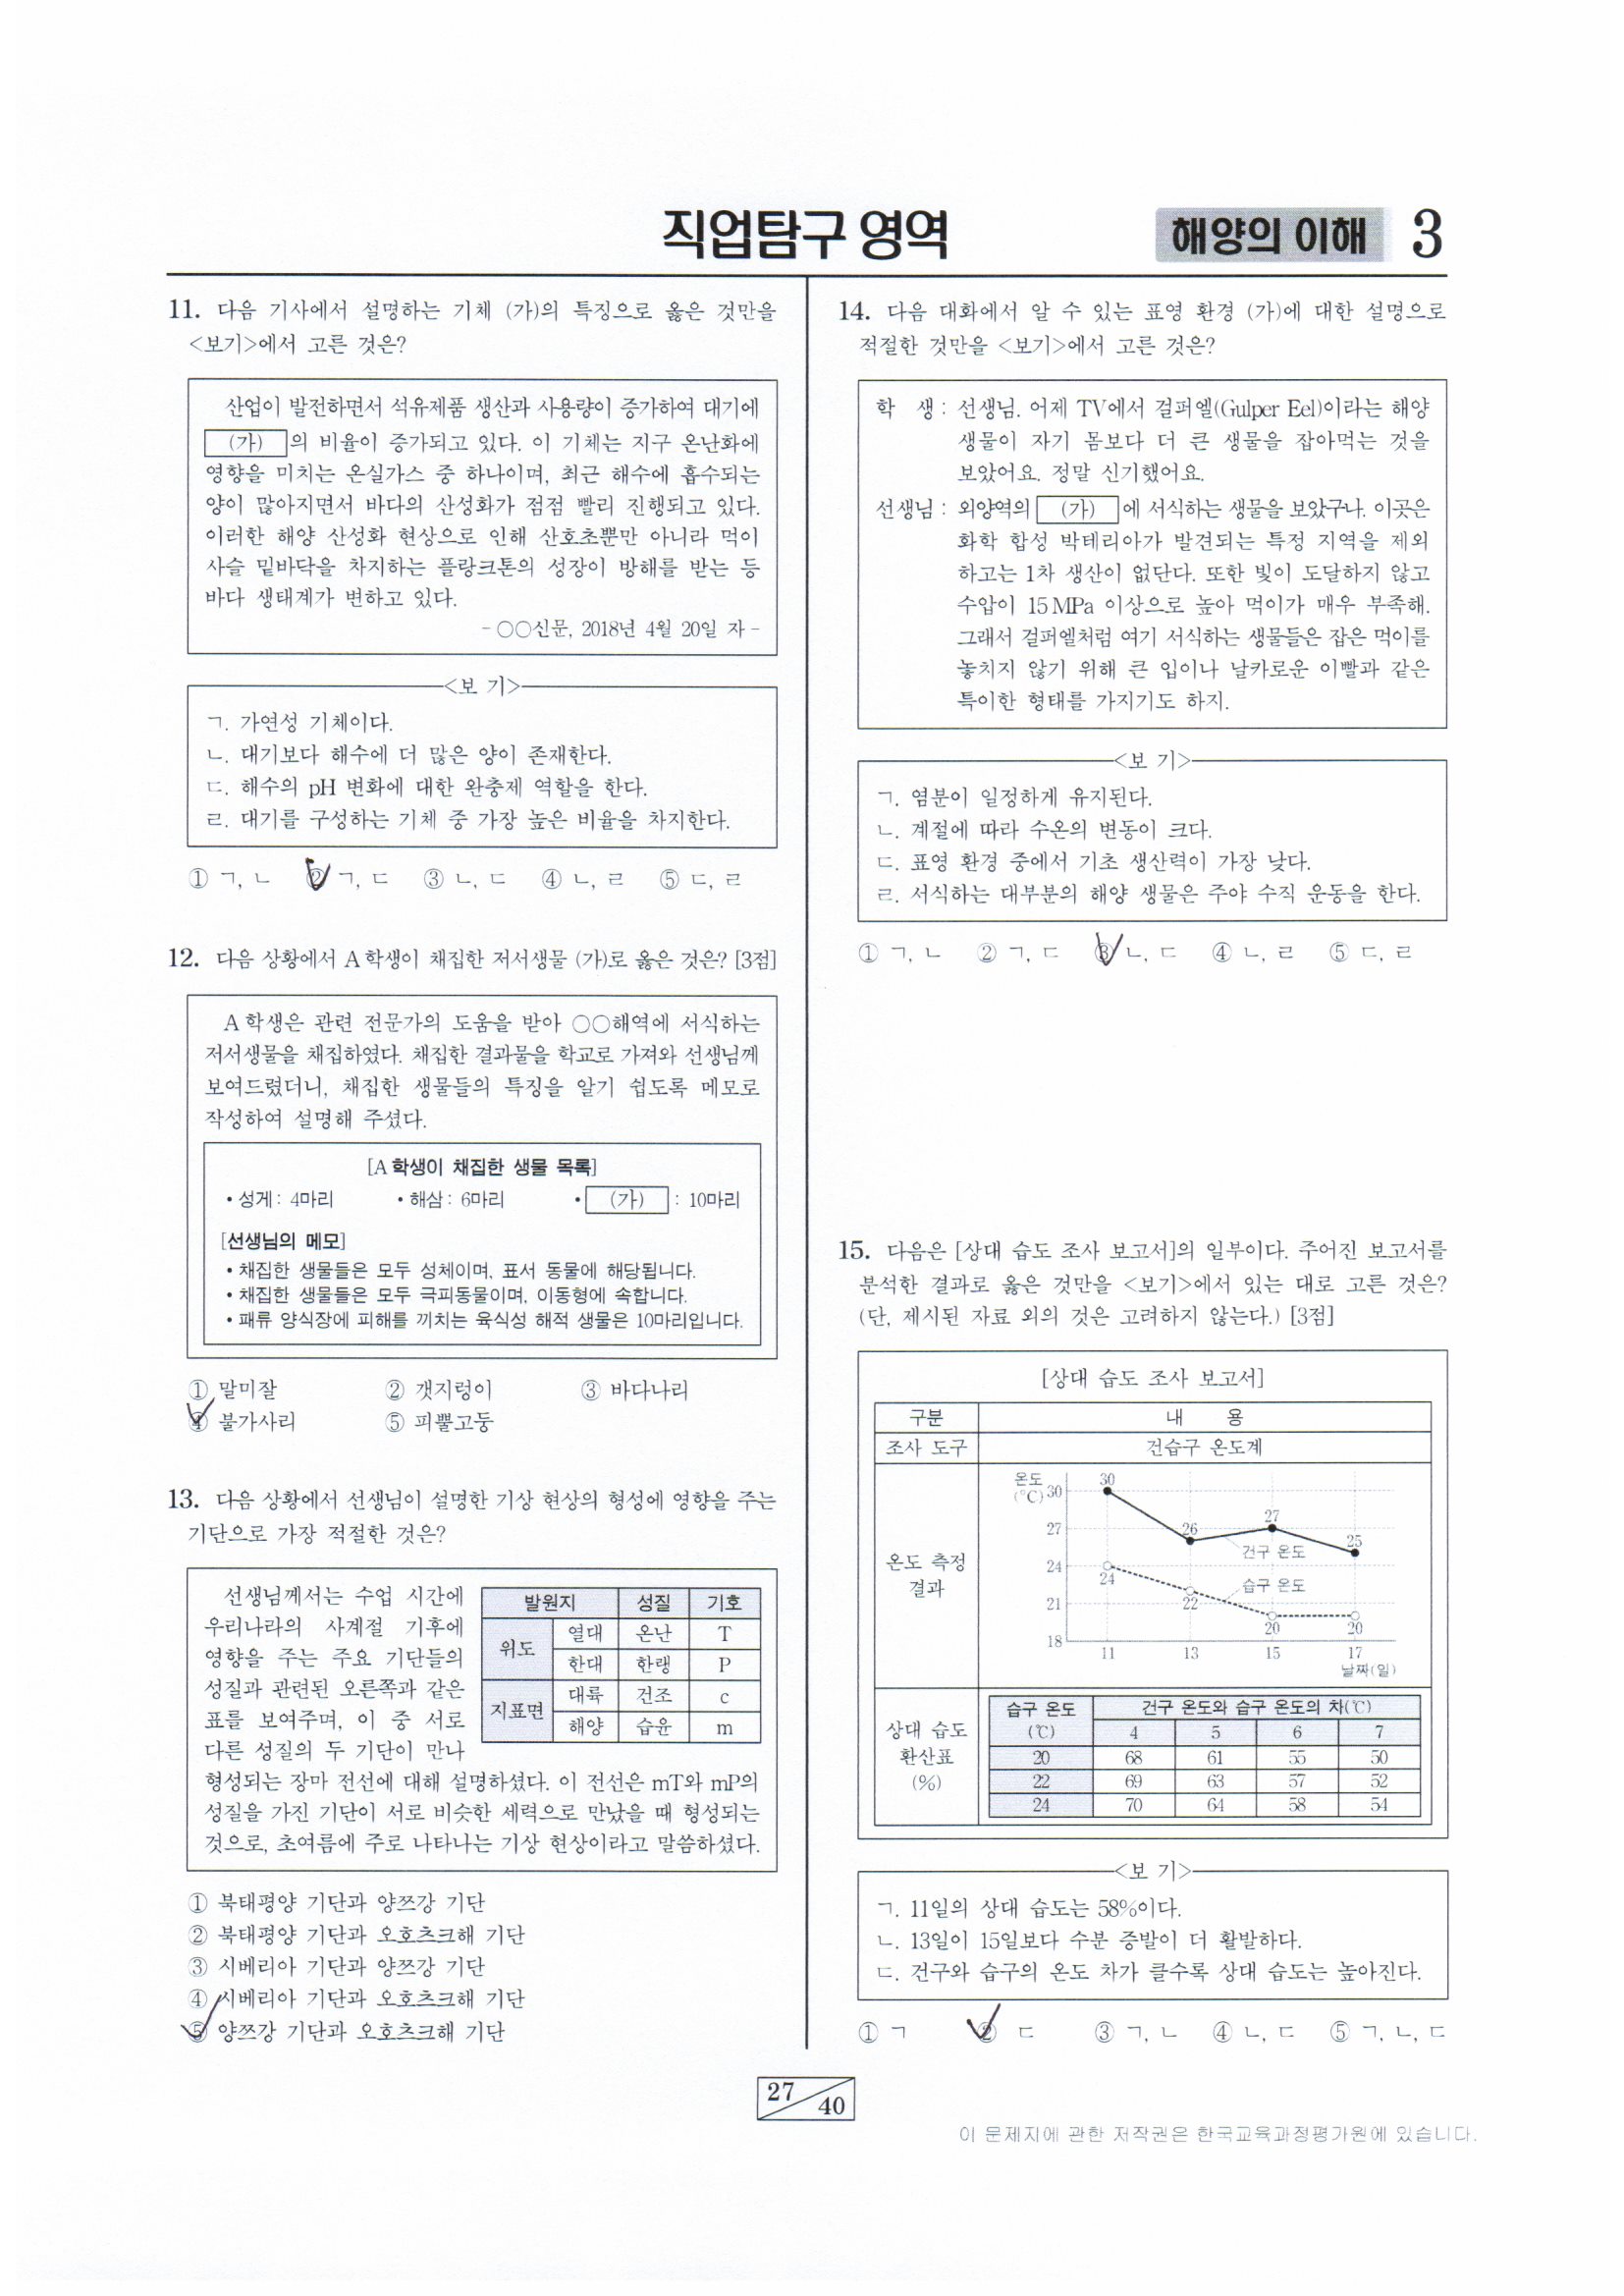 직업탐구 영역
해양의 이해 3
11. 다음 기사에서 설명하는 기체 (가)의 특징으로 옳은 것만을
<보기>에서 고른 것은?
산업이 발전하면서 석유제품 생산과 사용량이 증가하여 대기에
(가) 의 비율이 증가되고 있다. 이 기체는 지구 온난화에
영향을 미치는 온실가스 중 하나이며, 최근 해수에 흡수되는
양이 많아지면서 바다의 산성화가 점점 빨리 진행되고 있다.
이러한 해양 산성화 현상으로 인해 산호초뿐만 아니라 먹이
사슬 밑바닥을 차지하는 플랑크톤의 성장이 방해를 받는 등
바다 생태계가 변하고 있다.
- ○○신문, 2018년 4월 20일 자 -
<보 기>
ㄱ. 가연성 기체이다.
ㄴ. 대기보다 해수에 더 많은 양이 존재한다.
ㄷ. 해수의 pH 변화에 대한 완충제 역할을 한다.
ㄹ. 대기를 구성하는 기체 중 가장 높은 비율을 차지한다.
① ㄱ, ㄴ ② ㄱ, ㄷ ③ ㄴ, ㄷ ④ ㄴ, ㄹ ⑤ ㄷ, ㄹ
12. 다음 상황에서 A 학생이 채집한 저서생물 (가)로 옳은 것은? [3점]
A 학생은 관련 전문가의 도움을 받아 ○○해역에 서식하는
저서생물을 채집하였다. 채집한 결과물을 학교로 가져와 선생님께
보여드렸더니, 채집한 생물들의 특징을 알기 쉽도록 메모로
작성하여 설명해 주셨다.
[A 학생이 채집한 생물 목록]
• 성게 : 4마리 • 해삼 : 6마리 • (가) : 10마리
[선생님의 메모]
• 채집한 생물들은 모두 성체이며, 표서 동물에 해당됩니다.
• 채집한 생물들은 모두 극피동물이며, 이동형에 속합니다.
• 패류 양식장에 피해를 끼치는 육식성 해적 생물은 10마리입니다.
① 말미잘 ② 갯지렁이 ③ 바다나리
④ 불가사리 ⑤ 피뿔고둥
13. 다음 상황에서 선생님이 설명한 기상 현상의 형성에 영향을 주는
기단으로 가장 적절한 것은?
선생님께서는 수업 시간에
우리나라의 사계절 기후에
영향을 주는 주요 기단들의
성질과 관련된 오른쪽과 같은
표를 보여주며, 이 중 서로
다른 성질의 두 기단이 만나
발원지 성질 기호
위도 열대 온난 T
한대 한랭 P
지표면 대륙 건조 c
해양 습윤 m
형성되는 장마 전선에 대해 설명하셨다. 이 전선은 mT와 mP의
성질을 가진 기단이 서로 비슷한 세력으로 만났을 때 형성되는
것으로, 초여름에 주로 나타나는 기상 현상이라고 말씀하셨다.
① 북태평양 기단과 양쯔강 기단
② 북태평양 기단과 오호츠크해 기단
③ 시베리아 기단과 양쯔강 기단
④ 시베리아 기단과 오호츠크해 기단
⑤ 양쯔강 기단과 오호츠크해 기단
14. 다음 대화에서 알 수 있는 표영 환경 (가)에 대한 설명으로
적절한 것만을 <보기>에서 고른 것은?
학 생 : 선생님. 어제 TV에서 걸퍼엘(Gulper Eel)이라는 해양
생물이 자기 몸보다 더 큰 생물을 잡아먹는 것을
보았어요. 정말 신기했어요.
선생님 : 외양역의 (가) 에 서식하는 생물을 보았구나. 이곳은
화학 합성 박테리아가 발견되는 특정 지역을 제외
하고는 1차 생산이 없단다. 또한 빛이 도달하지 않고
수압이 15 MPa 이상으로 높아 먹이가 매우 부족해.
그래서 걸퍼엘처럼 여기 서식하는 생물들은 잡은 먹이를
놓치지 않기 위해 큰 입이나 날카로운 이빨과 같은
특이한 형태를 가지기도 하지.
<보 기>
ㄱ. 염분이 일정하게 유지된다.
ㄴ. 계절에 따라 수온의 변동이 크다.
ㄷ. 표영 환경 중에서 기초 생산력이 가장 낮다.
ㄹ. 서식하는 대부분의 해양 생물은 주야 수직 운동을 한다.
① ㄱ, ㄴ ② ㄱ, ㄷ ③ ㄴ, ㄷ ④ ㄴ, ㄹ ⑤ ㄷ, ㄹ
15. 다음은 [상대 습도 조사 보고서]의 일부이다. 주어진 보고서를
분석한 결과로 옳은 것만을 <보기>에서 있는 대로 고른 것은?
(단, 제시된 자료 외의 것은 고려하지 않는다.) [3점]
[상대 습도 조사 보고서]
구분 내 용
조사 도구 건습구 온도계
온도 측정
결과
온도
(℃)
30
27
24
21
18
30 26 27 25
건구 온도
24 22 20 20
습구 온도
11 13 15 17
날짜(일)
상대 습도
환산표
(%)
습구 온도
(℃)
건구 온도와 습구 온도의 차(℃)
4 5 6 7
20 68 61 55 50
22 69 63 57 52
24 70 64 58 54
<보 기>
ㄱ. 11일의 상대 습도는 58%이다.
ㄴ. 13일이 15일보다 수분 증발이 더 활발하다.
ㄷ. 건구와 습구의 온도 차가 클수록 상대 습도는 높아진다.
① ㄱ ② ㄷ ③ ㄱ, ㄴ ④ ㄴ, ㄷ ⑤ ㄱ, ㄴ, ㄷ
27
40
이 문제지에 관한 저작권은 한국교육과정평가원에 있습니다.